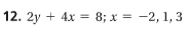 12. 2y + 4x = 8; x = −2, 1, 3